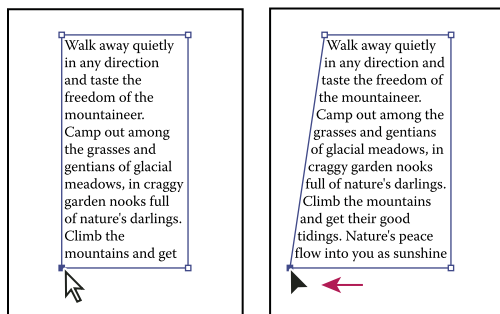 Walk away quietly
in any direction
and taste the
freedom of the
mountaineer.
Camp out among
the grasses and
gentians of glacial
meadows, in craggy
garden nooks full
of nature's darlings.
Climb the
mountains and get
Walk away quietly
in any direction and
taste the freedom of
the mountaineer.
Camp out among the
grasses and gentians
of glacial meadows, in
craggy garden nooks
full of nature's darlings.
Climb the mountains
and get their good
tidings. Nature's peace
flow into you as sunshine